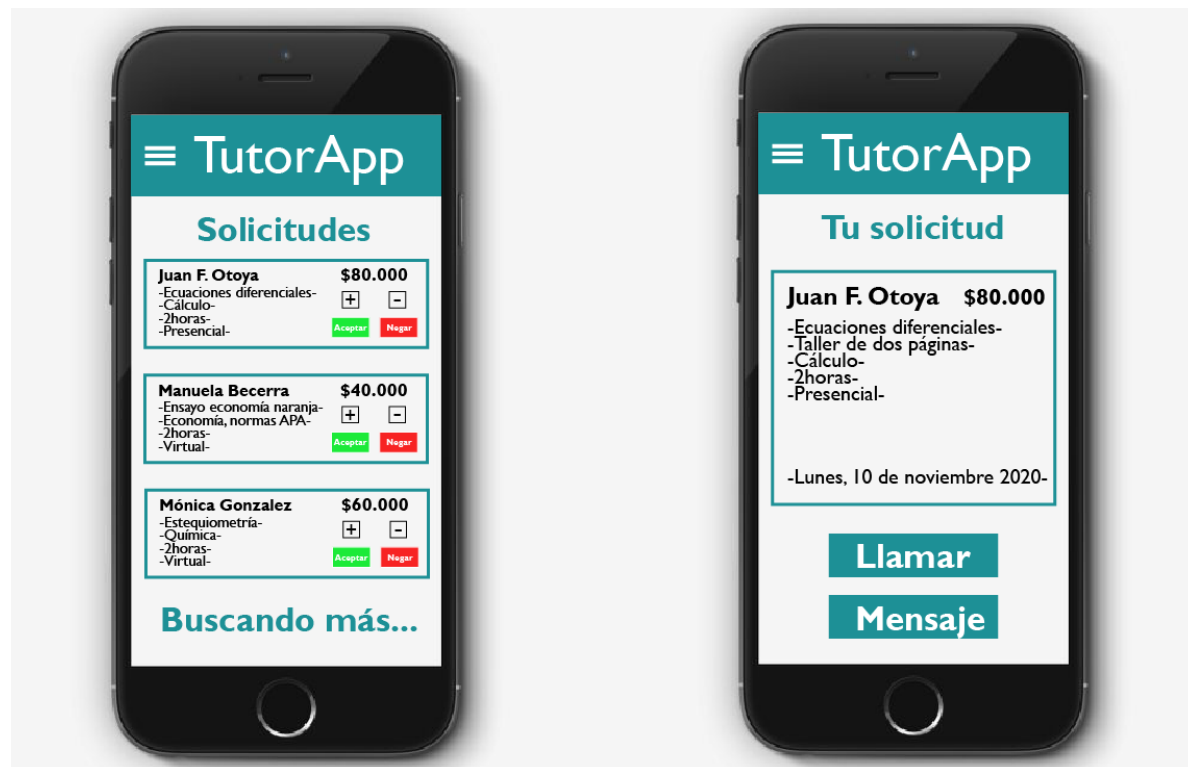 TutorApp
Solicitudes
Juan F. Otoya $80.000
-Ecuaciones diferenciales-
-Cálculo-
-2horas-
-Presencial-
+ -
Aceptar Negar
Manuela Becerra $40.000
-Ensayo economía naranja-
-Economía, normas APA-
-2horas-
-Virtual-
+ -
Aceptar Negar
Mónica Gonzalez $60.000
-Estequiometría-
-Química-
-2horas-
-Virtual-
+ -
Aceptar Negar
Buscando más...
TutorApp
Tu solicitud
Juan F. Otoya $80.000
-Ecuaciones diferenciales-
-Taller de dos páginas-
-Cálculo-
-2horas-
-Presencial-
-Lunes, 10 de noviembre 2020-
Llamar
Mensaje